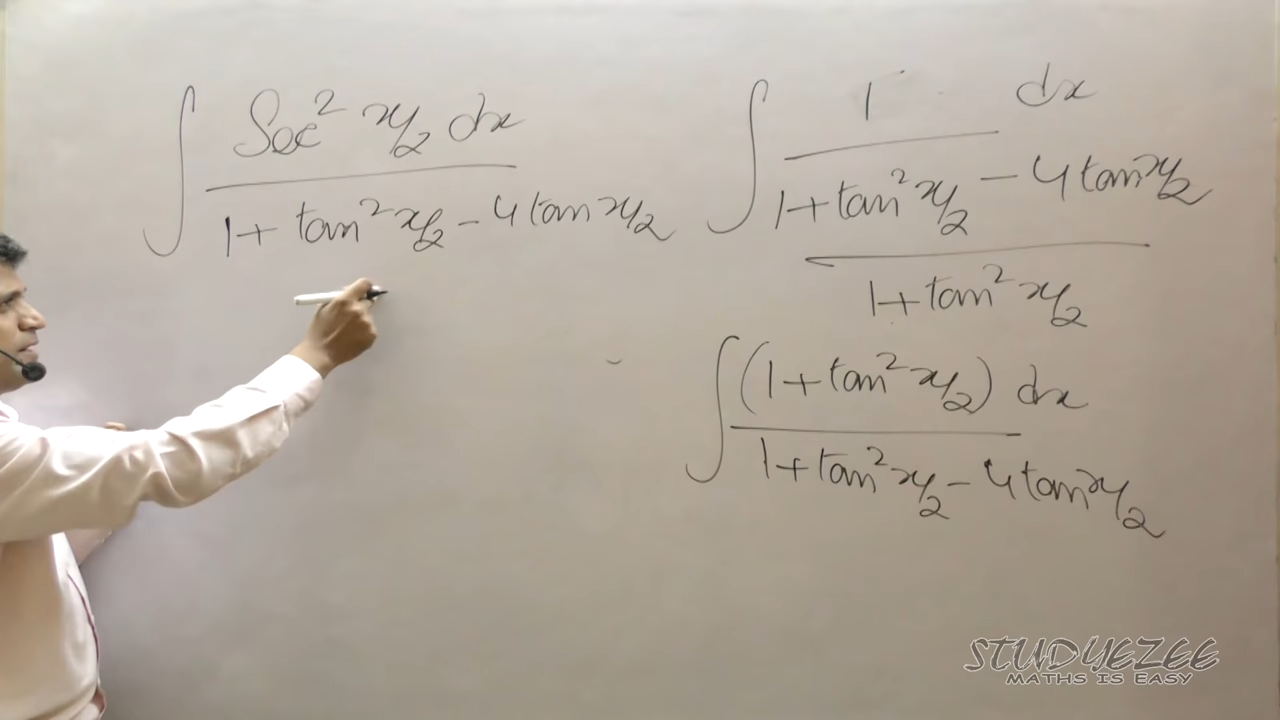 ∫ Sec² x/2 dx
1 + tan² x/2 - 4 tan x/2
∫ 1 dx
1 + tan² x/2 - 4 tan x/2
1 + tan² x/2
∫ (1 + tan² x/2) dx
1 + tan² x/2 - 4 tan x/2
STUDYEZEE
MATHS IS EASY